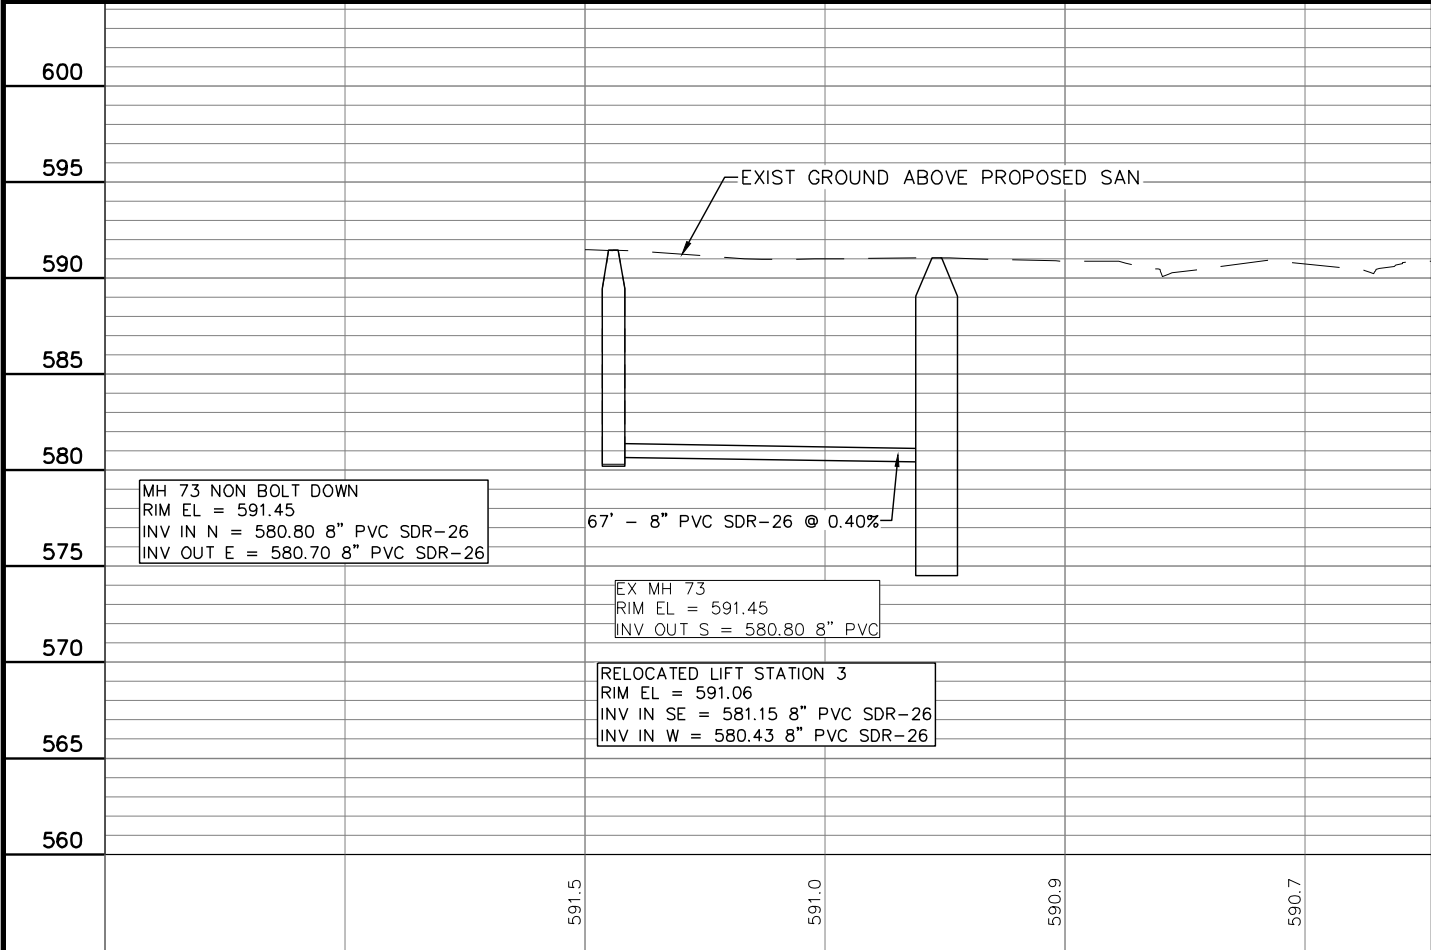 600
595
EXIST GROUND ABOVE PROPOSED SAN
590
585
580
MH 73 NON BOLT DOWN
RIM EL = 591.45
INV IN N = 580.80 8" PVC SDR-26
INV OUT E = 580.70 8" PVC SDR-26
67' - 8" PVC SDR-26 @ 0.40%
575
EX MH 73
RIM EL = 591.45
INV OUT S = 580.80 8" PVC
570
RELOCATED LIFT STATION 3
RIM EL = 591.06
INV IN SE = 581.15 8" PVC SDR-26
INV IN W = 580.43 8" PVC SDR-26
565
560
591.5
591.0
590.9
590.7